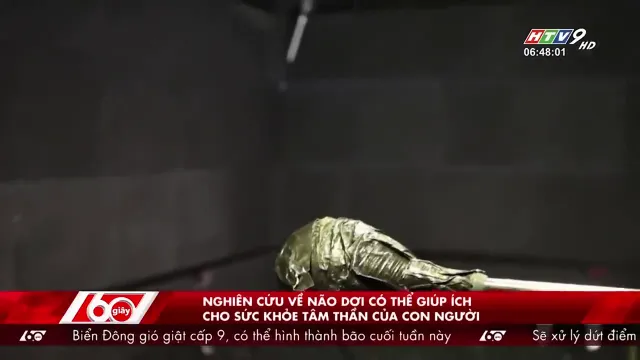 HTV9 HD
06:48:01
60 giây
NGHIÊN CỨU VỀ NÃO DƠI CÓ THỂ GIÚP ÍCH
CHO SỨC KHỎE TÂM THẦN CỦA CON NGƯỜI
60 Biển Đông gió giật cấp 9, có thể hình thành bão cuối tuần này 60 Sẽ xử lý dứt điểm